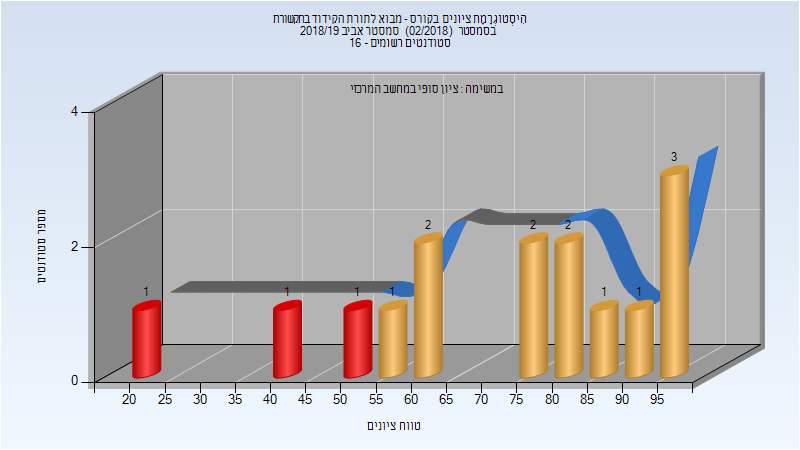 היסטוגרמת ציונים בקורס - מבוא לתורת הקידוד בתקשורת
בסמסטר (02/2018) סמסטר אביב 2018/19
סטודנטים רשומים - 16
במשימה : ציון סופי במחשב המרכזי
מספר סטודנטים
4
2
0
1
1
1
1
2
2
2
1
1
3
20 25 30 35 40 45 50 55 60 65 70 75 80 85 90 95
טווח ציונים